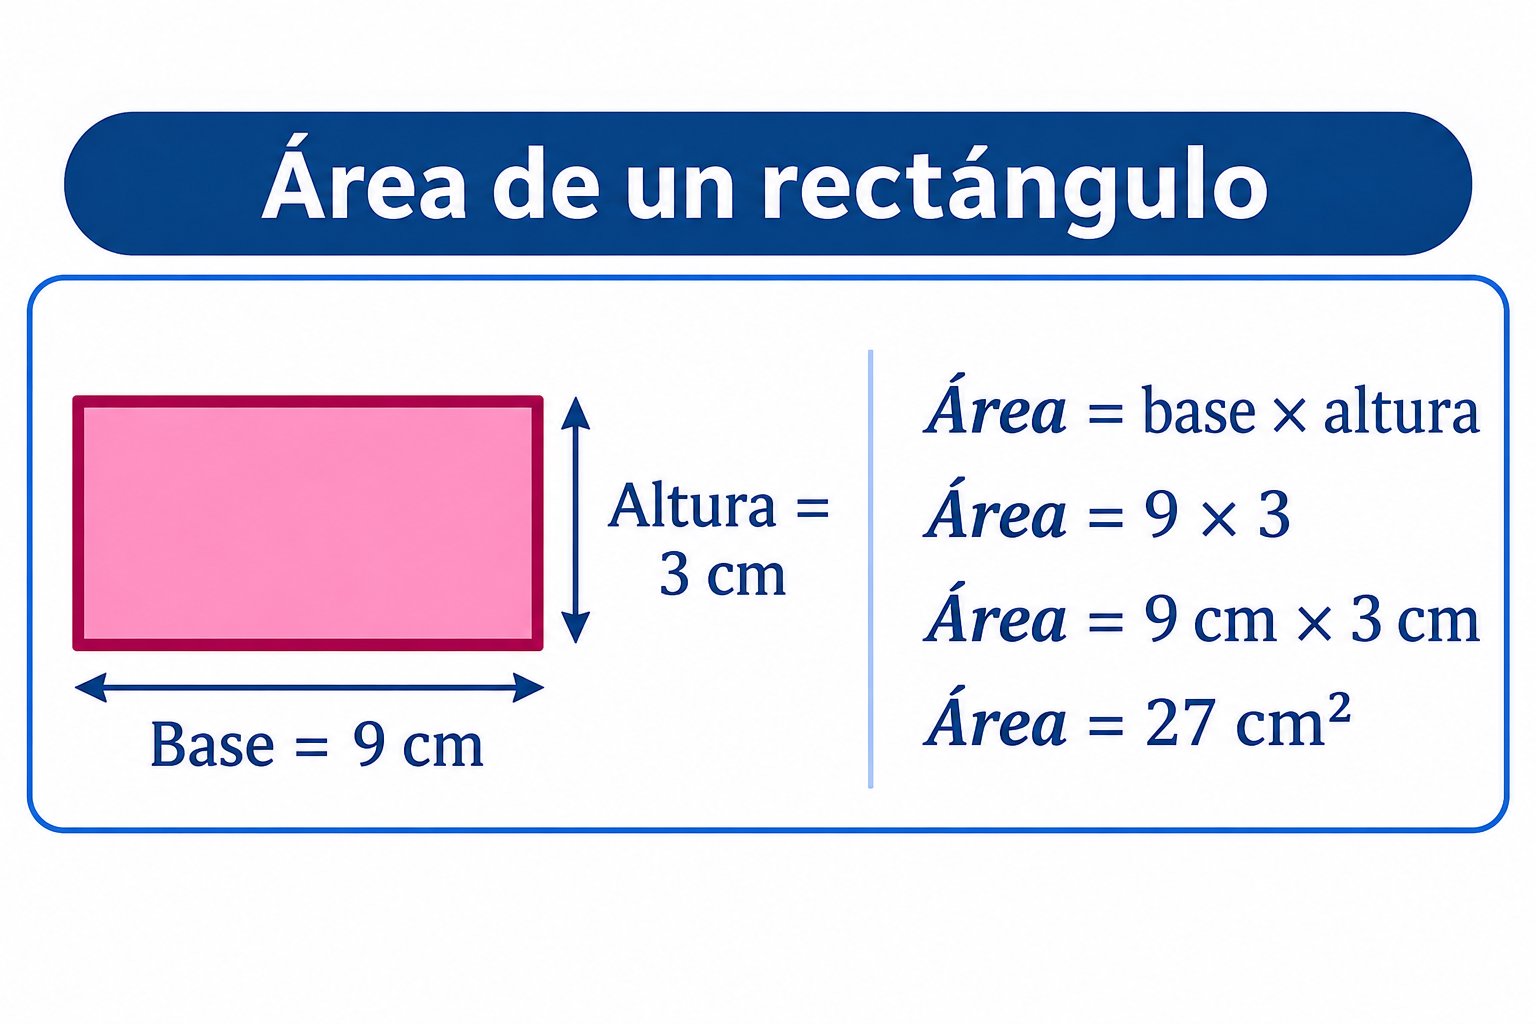 Área de un rectángulo
Altura =
3 cm
Base = 9 cm
Área = base × altura
Área = 9 × 3
Área = 9 cm × 3 cm
Área = 27 cm²